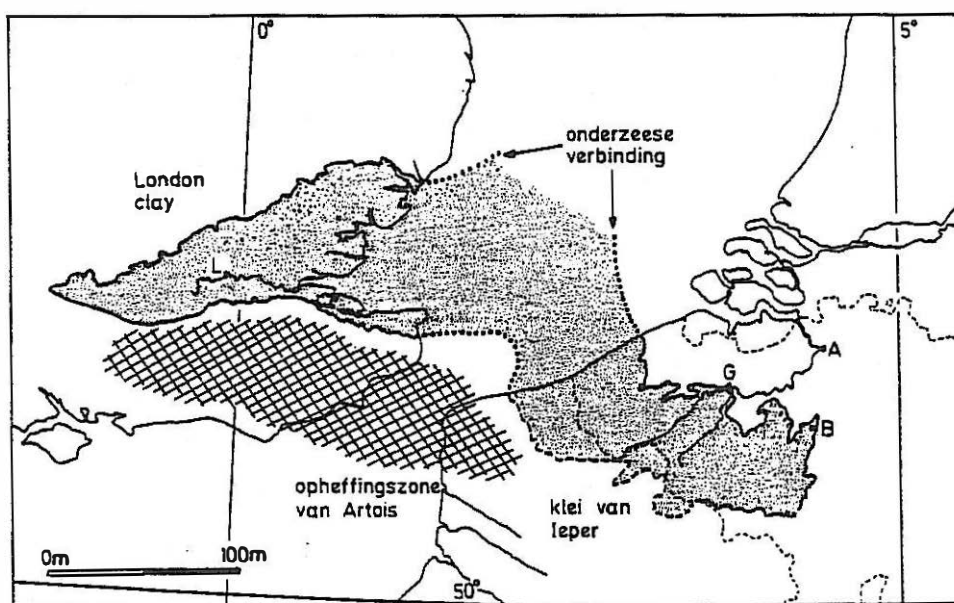 0°
5°
onderzeese
verbinding
London
clay
L
A
G
B
opheffingszone
van Artois
klei van
Ieper
0m
100m
50°